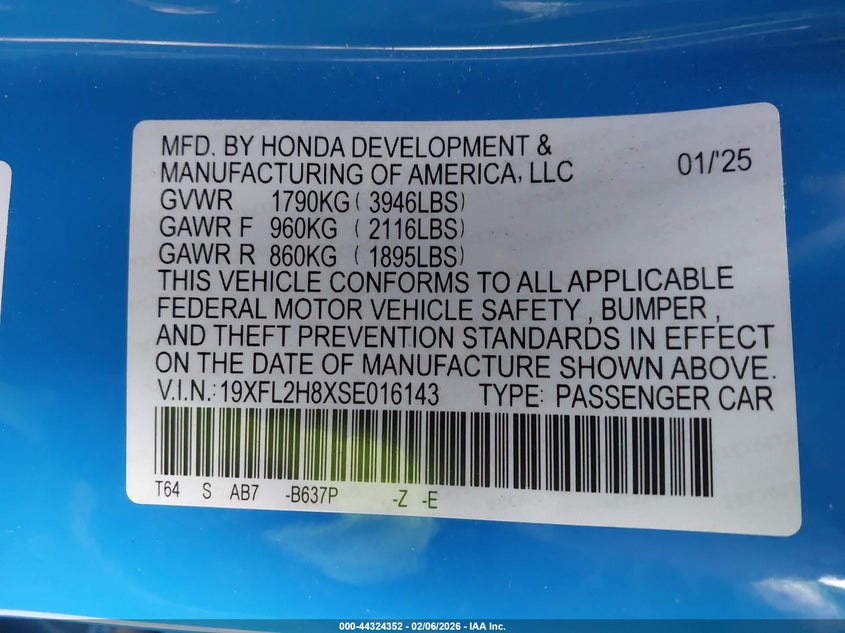 MFD. BY HONDA DEVELOPMENT &
MANUFACTURING OF AMERICA, LLC 01/'25
GVWR 1790KG ( 3946LBS)
GAWR F 960KG ( 2116LBS)
GAWR R 860KG ( 1895LBS)
THIS VEHICLE CONFORMS TO ALL APPLICABLE
FEDERAL MOTOR VEHICLE SAFETY , BUMPER ,
AND THEFT PREVENTION STANDARDS IN EFFECT
ON THE DATE OF MANUFACTURE SHOWN ABOVE.
V.I.N.:19XFL2H8XSE016143 TYPE: PASSENGER CAR
T64 S AB7 -B637P -Z -E
000-44324352 | 02/06/2026 - IAA Inc.